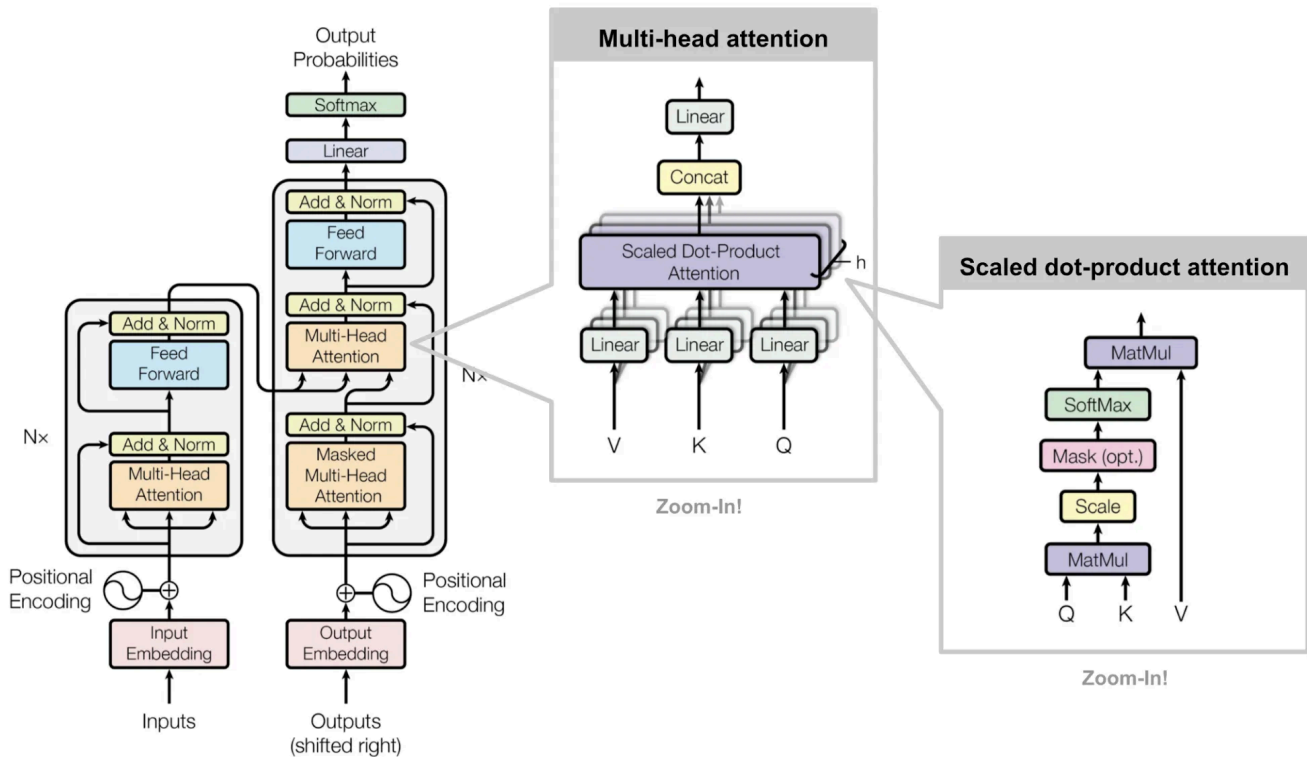 Output
Probabilities
Softmax
Linear
Add & Norm
Feed
Forward
Add & Norm
Multi-Head
Attention
Nx
Add & Norm
Masked
Multi-Head
Attention
Positional
Encoding
Output
Embedding
Outputs
(shifted right)
Add & Norm
Feed
Forward
Nx
Add & Norm
Multi-Head
Attention
Positional
Encoding
Input
Embedding
Inputs
Multi-head attention
Linear
Concat
Scaled Dot-Product
Attention
h
Linear
Linear
Linear
V
K
Q
Zoom-In!
Scaled dot-product attention
MatMul
SoftMax
Mask (opt.)
Scale
MatMul
Q
K
V
Zoom-In!